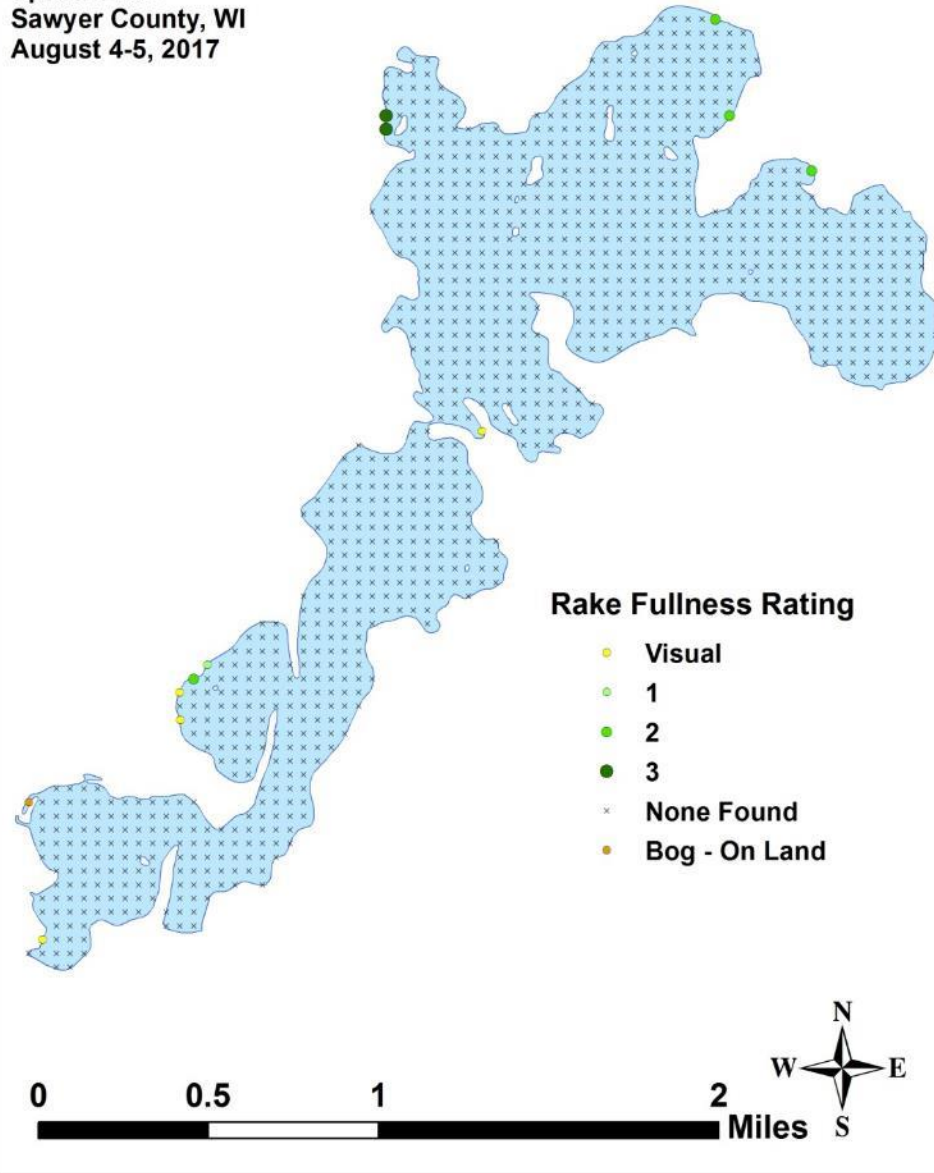 Sawyer County, WI
August 4-5, 2017
Rake Fullness Rating
Visual
1
2
3
None Found
Bog - On Land
N
W E
S
0 0.5 1 2
Miles